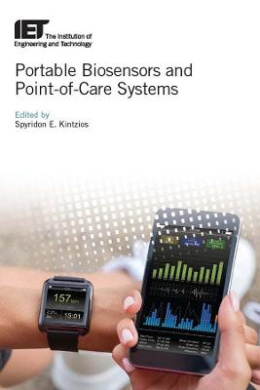 IET
The Institution of
Engineering and Technology
Portable Biosensors and
Point-of-Care Systems
Edited by
Spyridon E. Kintzios
157
15:01